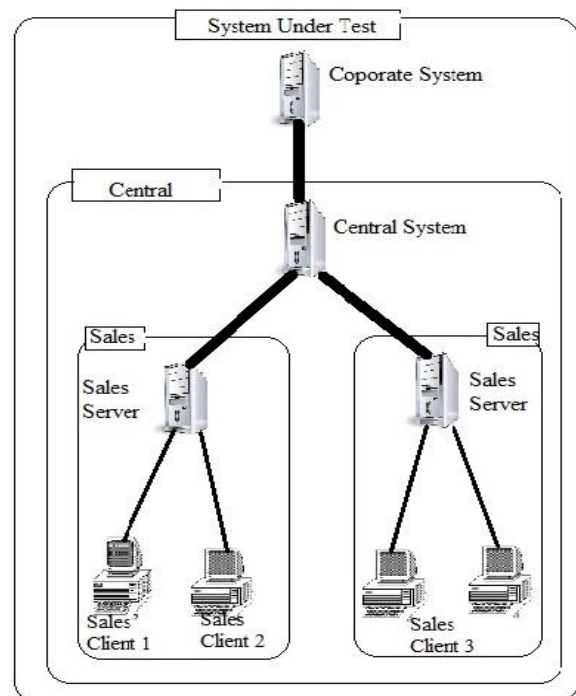 System Under Test
Coporate System
Central
Central System
Sales
Sales
Sales
Server
Sales
Server
Sales
Client 1
Sales
Client 2
Sales
Client 3